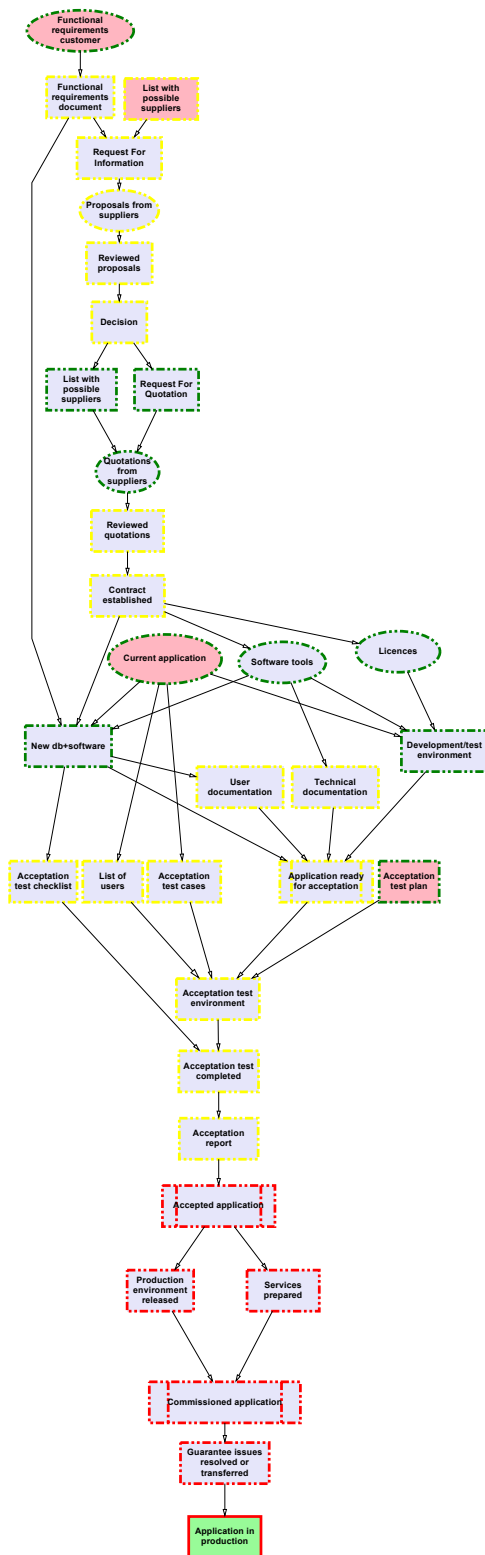 Functional
requirements
customer
Functional
requirements
document
List with
possible
suppliers
Request For
Information
Proposals from
suppliers
Reviewed
proposals
Decision
List with
possible
suppliers
Request For
Quotation
Quotations
from
suppliers
Reviewed
quotations
Contract
established
Current application
Software tools
Licences
New db+software
Development/test
environment
User
documentation
Technical
documentation
Acceptation
test checklist
List of
users
Acceptation
test cases
Application ready
for acceptation
Acceptation
test plan
Acceptation test
environment
Acceptation test
completed
Acceptation
report
Accepted application
Production
environment
released
Services
prepared
Commissioned application
Guarantee issues
resolved or
transferred
Application in
production